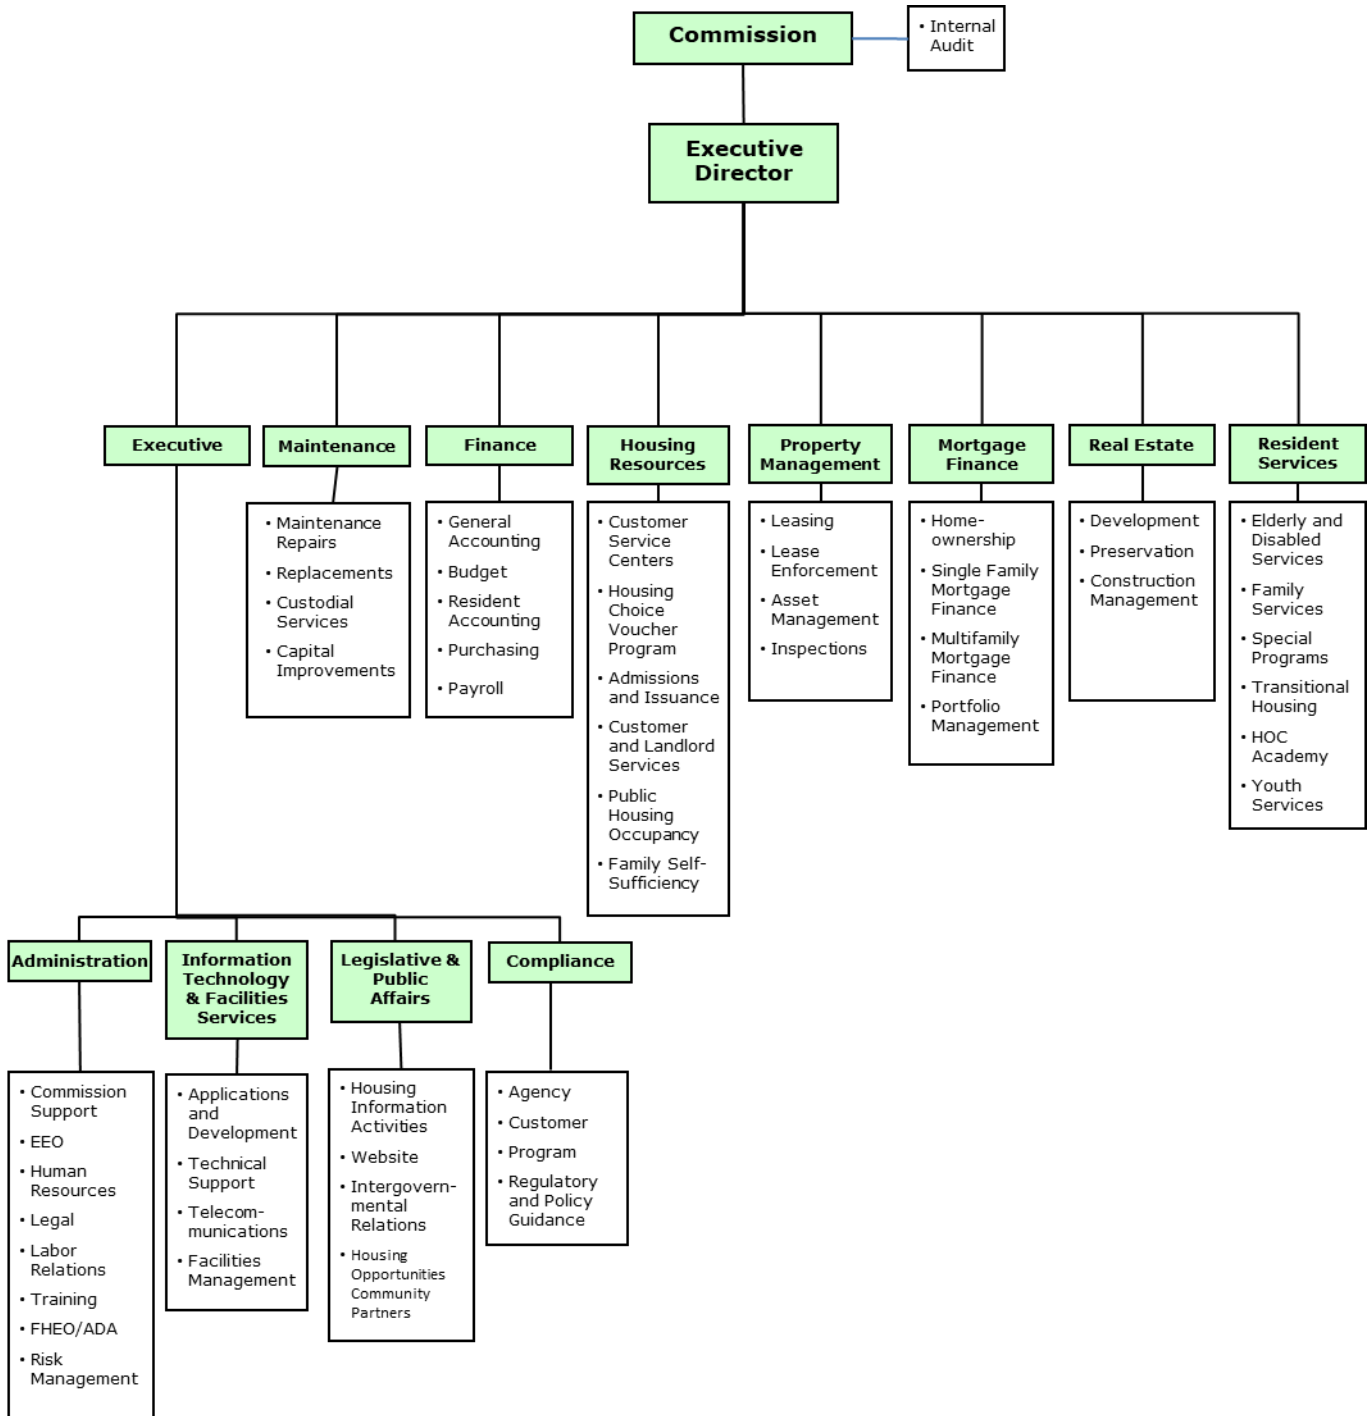 Commission
• Internal
Audit
Executive
Director
Executive
Maintenance
• Maintenance
Repairs
• Replacements
• Custodial
Services
• Capital
Improvements
Finance
• General
Accounting
• Budget
• Resident
Accounting
• Purchasing
• Payroll
Housing
Resources
• Customer
Service
Centers
• Housing
Choice
Voucher
Program
• Admissions
and Issuance
• Customer
and Landlord
Services
• Public
Housing
Occupancy
• Family Self-
Sufficiency
Property
Management
• Leasing
• Lease
Enforcement
• Asset
Management
• Inspections
Mortgage
Finance
• Home-
ownership
• Single Family
Mortgage
Finance
• Multifamily
Mortgage
Finance
• Portfolio
Management
Real Estate
• Development
• Preservation
• Construction
Management
Resident
Services
• Elderly and
Disabled
Services
• Family
Services
• Special
Programs
• Transitional
Housing
• HOC
Academy
• Youth
Services
Administration
• Commission
Support
• EEO
• Human
Resources
• Legal
• Labor
Relations
• Training
• FHEO/ADA
• Risk
Management
Information
Technology
& Facilities
Services
• Applications
and
Development
• Technical
Support
• Telecom-
munications
• Facilities
Management
Legislative &
Public
Affairs
• Housing
Information
Activities
• Website
• Intergovern-
mental
Relations
• Housing
Opportunities
Community
Partners
Compliance
• Agency
• Customer
• Program
• Regulatory
and Policy
Guidance